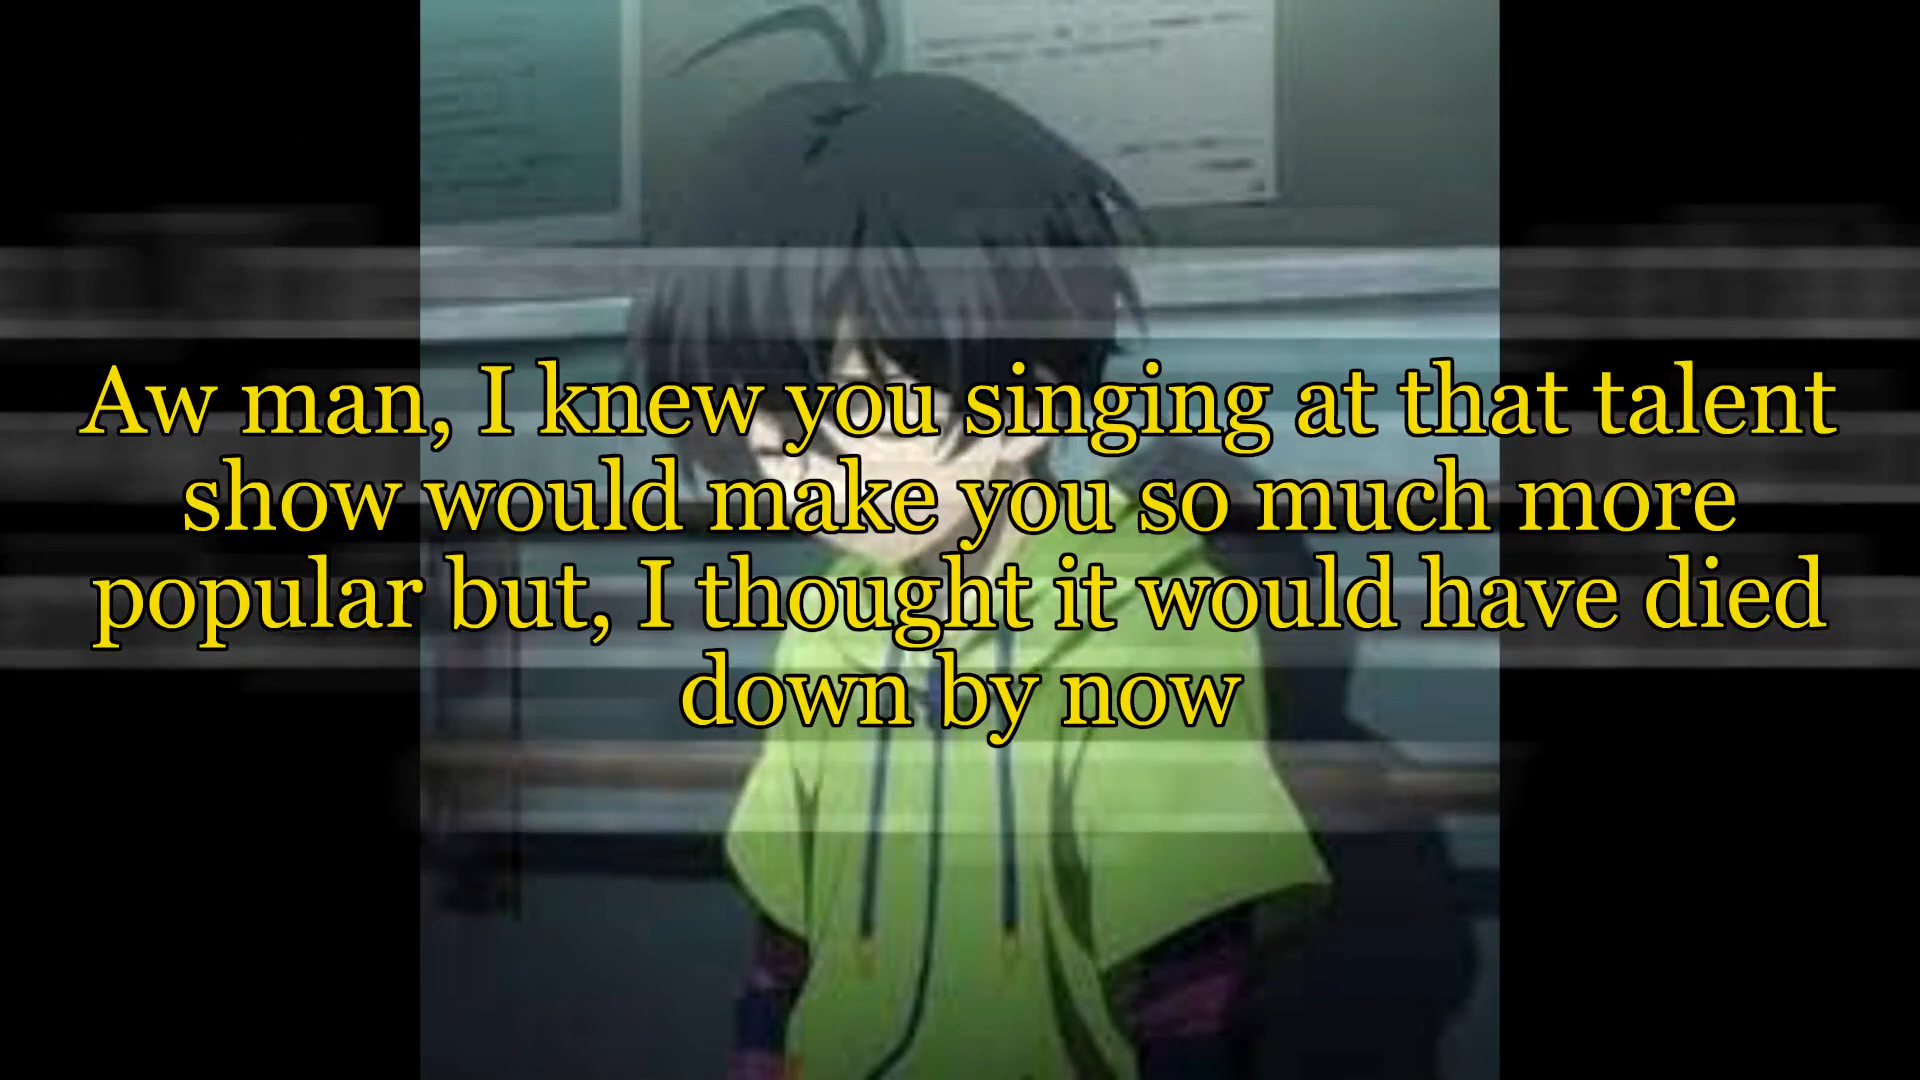 Aw man, I knew you singing at that talent
show would make you so much more
popular but, I thought it would have died
down by now